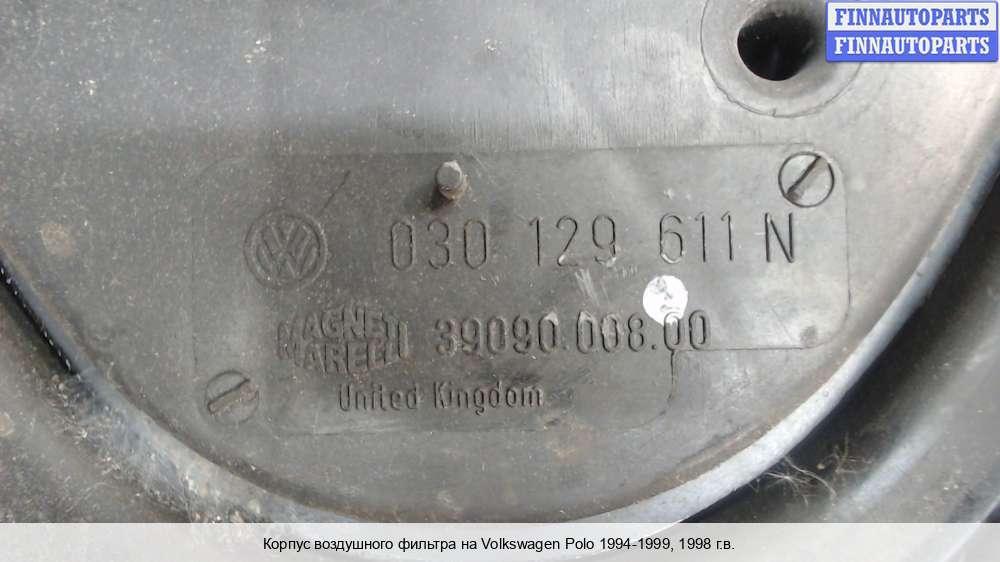 FINNAUTOPARTS
FINNAUTOPARTS
030 129 611 N
MAGNETI
MARELLI
39090.008.00
United Kingdom
Корпус воздушного фильтра на Volkswagen Polo 1994-1999, 1998 г.в.